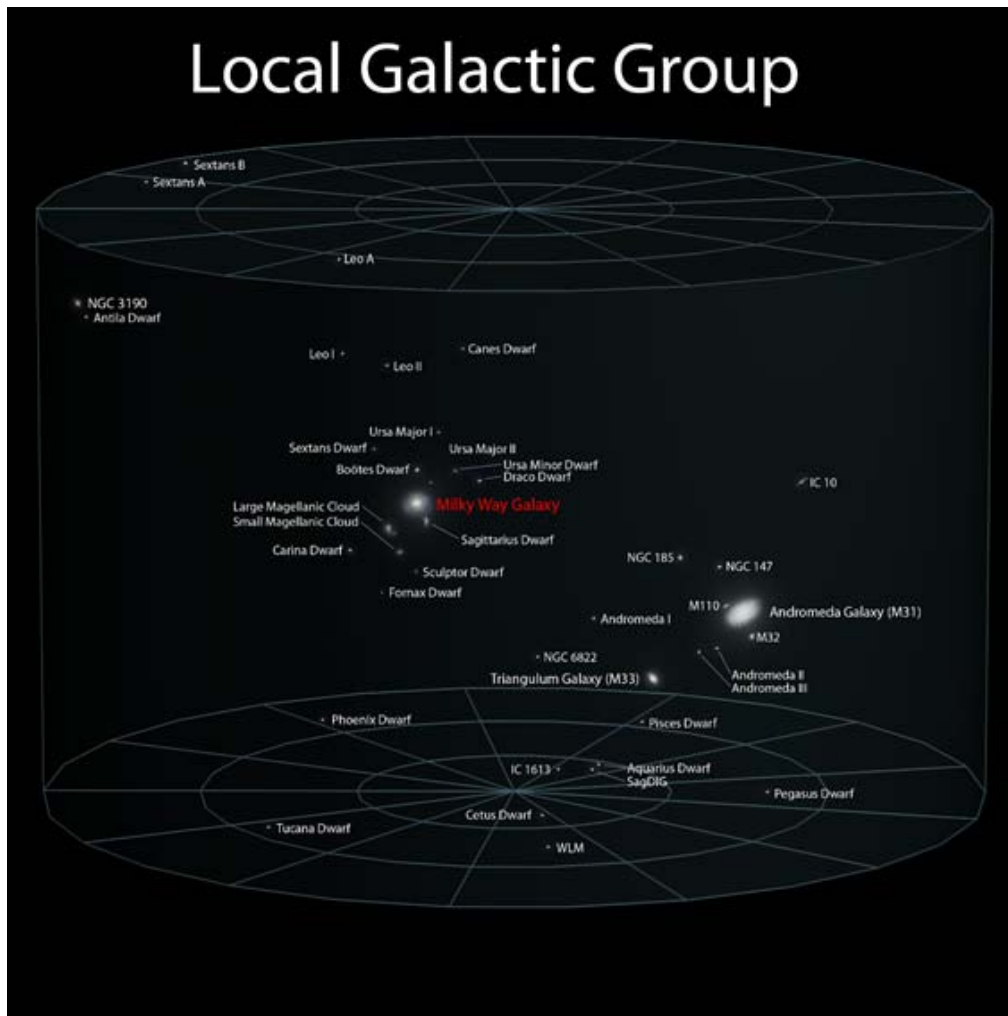 Local Galactic Group
Sextans B
Sextans A
Leo A
NGC 3190
Antila Dwarf
Canes Dwarf
Leo I
Leo II
Ursa Major I
Sextans Dwarf
Ursa Major II
Boötes Dwarf
Ursa Minor Dwarf
Draco Dwarf
IC 10
Milky Way Galaxy
Large Magellanic Cloud
Small Magellanic Cloud
Sagittarius Dwarf
Carina Dwarf
NGC 185
NGC 147
Sculptor Dwarf
Fornax Dwarf
M110
Andromeda Galaxy (M31)
Andromeda I
M32
NGC 6822
Triangulum Galaxy (M33)
Andromeda II
Andromeda III
Phoenix Dwarf
Pisces Dwarf
IC 1613
Aquarius Dwarf
SagDIG
Pegasus Dwarf
Cetus Dwarf
Tucana Dwarf
WLM